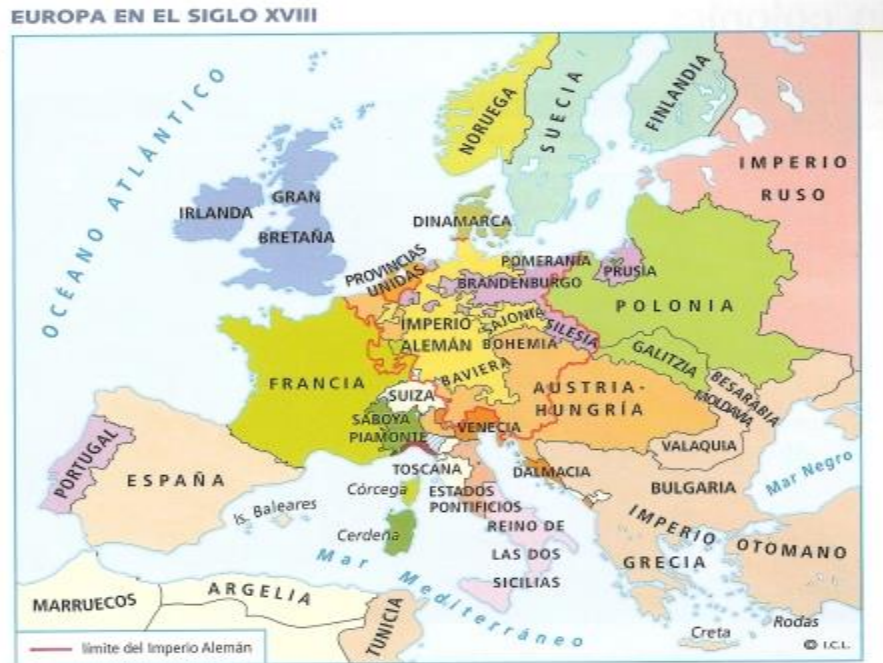 EUROPA EN EL SIGLO XVIII
OCÉANO ATLÁNTICO
NORUEGA
SUECIA
FINLANDIA
IMPERIO
RUSO
IRLANDA
GRAN
BRETAÑA
DINAMARCA
PROVINCIAS
UNIDAS
POMERANIA
PRUSIA
BRANDENBURGO
POLONIA
IMPERIO
ALEMÁN
SAJONIA
SILESIA
BOHEMIA
GALITZIA
BAVIERA
BESARABIA
MOLDAVIA
FRANCIA
SUIZA
AUSTRIA-
HUNGRÍA
SABOYA
PIAMONTE
VENECIA
VALAQUIA
PORTUGAL
ESPAÑA
TOSCANA
DALMACIA
Mar Negro
Is. Baleares
Córcega
ESTADOS
PONTIFICIOS
BULGARIA
Cerdeña
REINO DE
LAS DOS
SICILIAS
IMPERIO OTOMANO
GRECIA
Mar Mediterráneo
MARRUECOS
ARGELIA
TUNICIA
Creta
Rodas
límite del Imperio Alemán
© I.C.L.